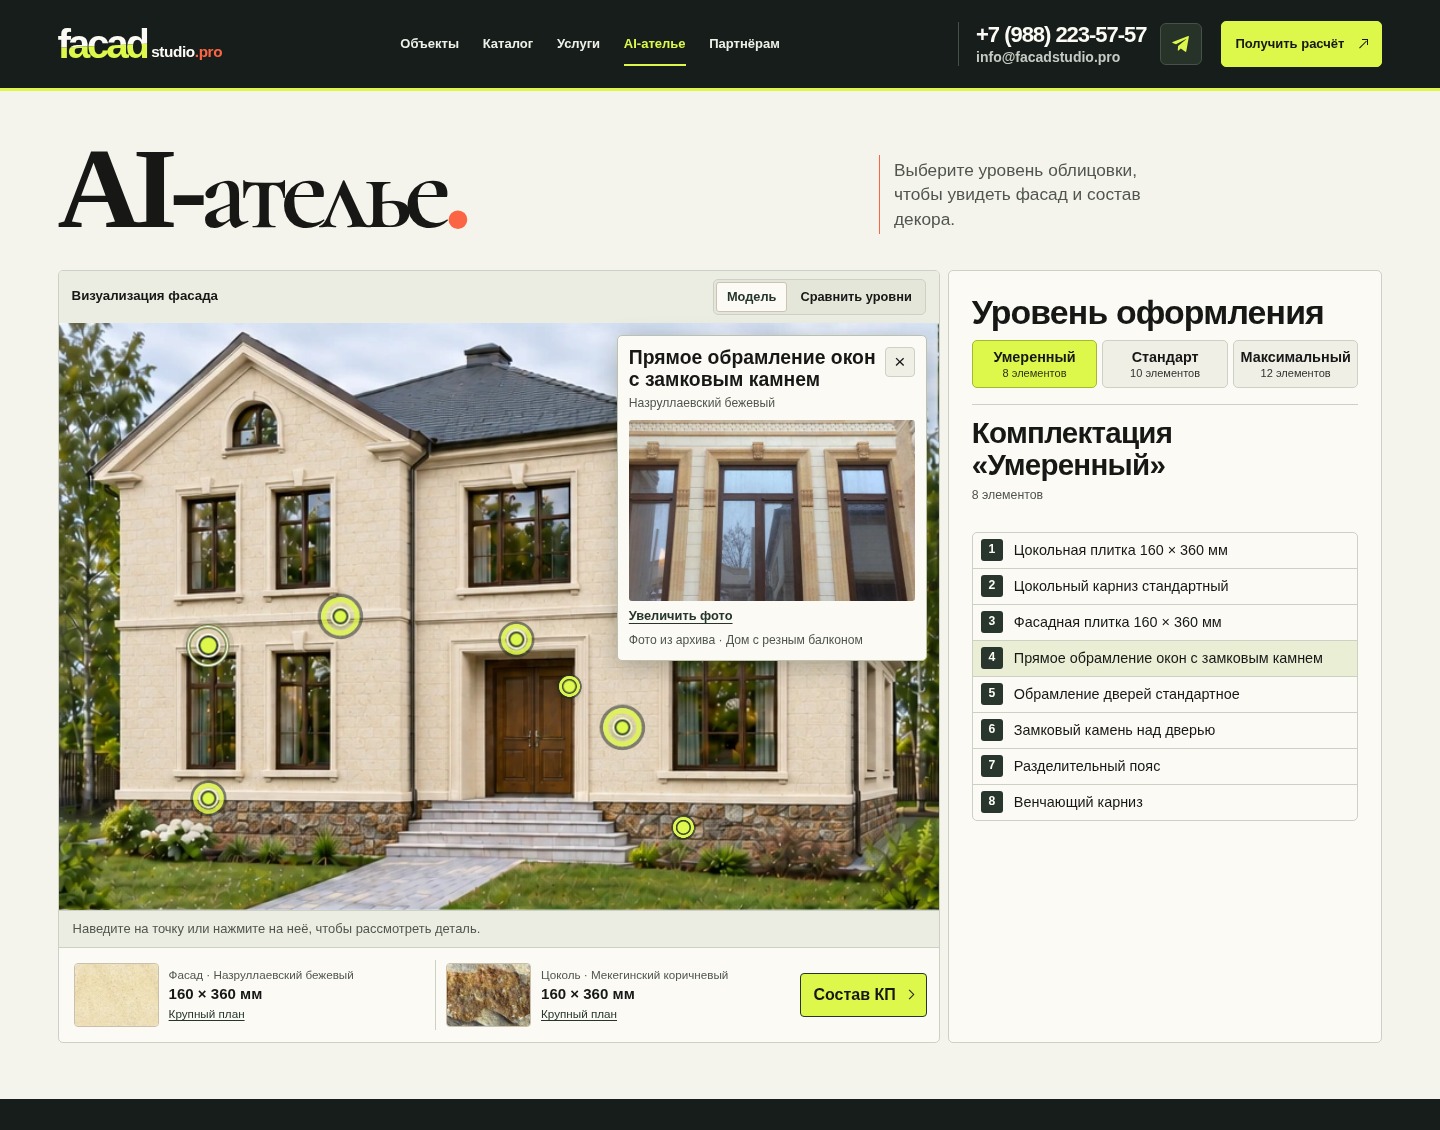 facad studio.pro
Объекты
Каталог
Услуги
AI-ателье
Партнёрам
+7 (988) 223-57-57
info@facadstudio.pro
Получить расчёт
AI-ателье.
Выберите уровень облицовки,
чтобы увидеть фасад и состав
декора.
Визуализация фасада
Модель
Сравнить уровни
Прямое обрамление окон
с замковым камнем
Назруллаевский бежевый
Увеличить фото
Фото из архива · Дом с резным балконом
Наведите на точку или нажмите на неё, чтобы рассмотреть деталь.
Фасад · Назруллаевский бежевый
160 × 360 мм
Крупный план
Цоколь · Мекегинский коричневый
160 × 360 мм
Крупный план
Состав КП
Уровень оформления
Умеренный
8 элементов
Стандарт
10 элементов
Максимальный
12 элементов
Комплектация
«Умеренный»
8 элементов
1 Цокольная плитка 160 × 360 мм
2 Цокольный карниз стандартный
3 Фасадная плитка 160 × 360 мм
4 Прямое обрамление окон с замковым камнем
5 Обрамление дверей стандартное
6 Замковый камень над дверью
7 Разделительный пояс
8 Венчающий карниз